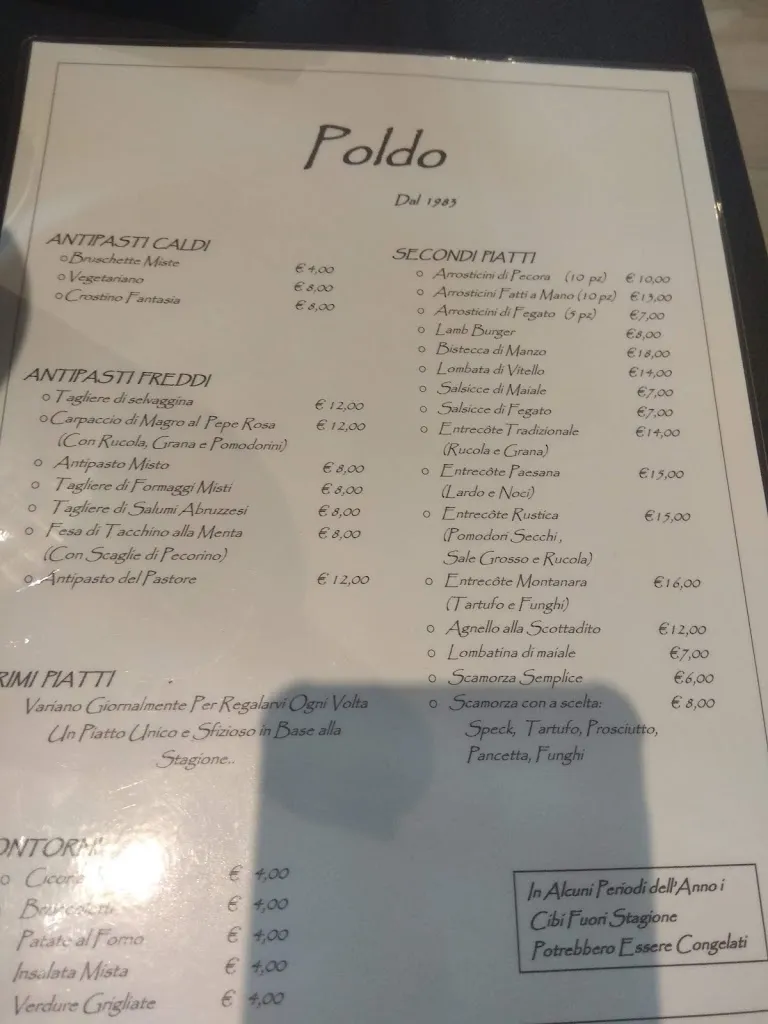 Poldo
Dal 1985
ANTIPASTI CALDI
Bruschette Miste € 4,00
Vegetariano € 8,00
Crostino Fantasia € 8,00
ANTIPASTI FREDDI
Tagliere di selvaggina € 12,00
Carpaccio di Magro al Pepe Rosa € 12,00
(Con Rucola, Grana e Pomodorini)
Antipasto Misto € 8,00
Tagliere di Formaggi Misti € 8,00
Tagliere di Salumi Abruzzesi € 8,00
Fesa di Tacchino alla Menta € 8,00
(Con Scaglie di Pecorino)
Antipasto del Pastore € 12,00
RIMI PIATTI
Variano Giornalmente Per Regalarvi Ogni Volta
Un Piatto Unico e Sfizioso in Base alla
Stagione..
ONTORNI
€ 4,00
€ 4,00
Patate al Forno € 4,00
Insalata Mista € 4,00
Verdure Grigliate € 4,00
SECONDI PIATTI
Arrosticini di Pecora (10 pz) € 10,00
Arrosticini Fatti a Mano (10 pz) €13,00
Arrosticini di Fegato (5 pz) €7,00
Lamb Burger €8,00
Bistecca di Manzo €18,00
Lombata di Vitello €14,00
Salsicce di Maiale €7,00
Salsicce di Fegato €7,00
Entrecôte Tradizionale €14,00
(Rucola e Grana)
Entrecôte Paesana €15,00
(Lardo e Noci)
Entrecôte Rustica €15,00
(Pomodori Secchi,
Sale Grosso e Rucola)
Entrecôte Montanara €16,00
(Tartufo e Funghi)
Agnello alla Scottadito €12,00
Lombatina di maiale €7,00
Scamorza Semplice €6,00
Scamorza con a scelta: € 8,00
Speck, Tartufo, Prosciutto,
Pancetta, Funghi
In Alcuni Periodi dell'Anno i
Cibi Fuori Stagione
Potrebbero Essere Congelati